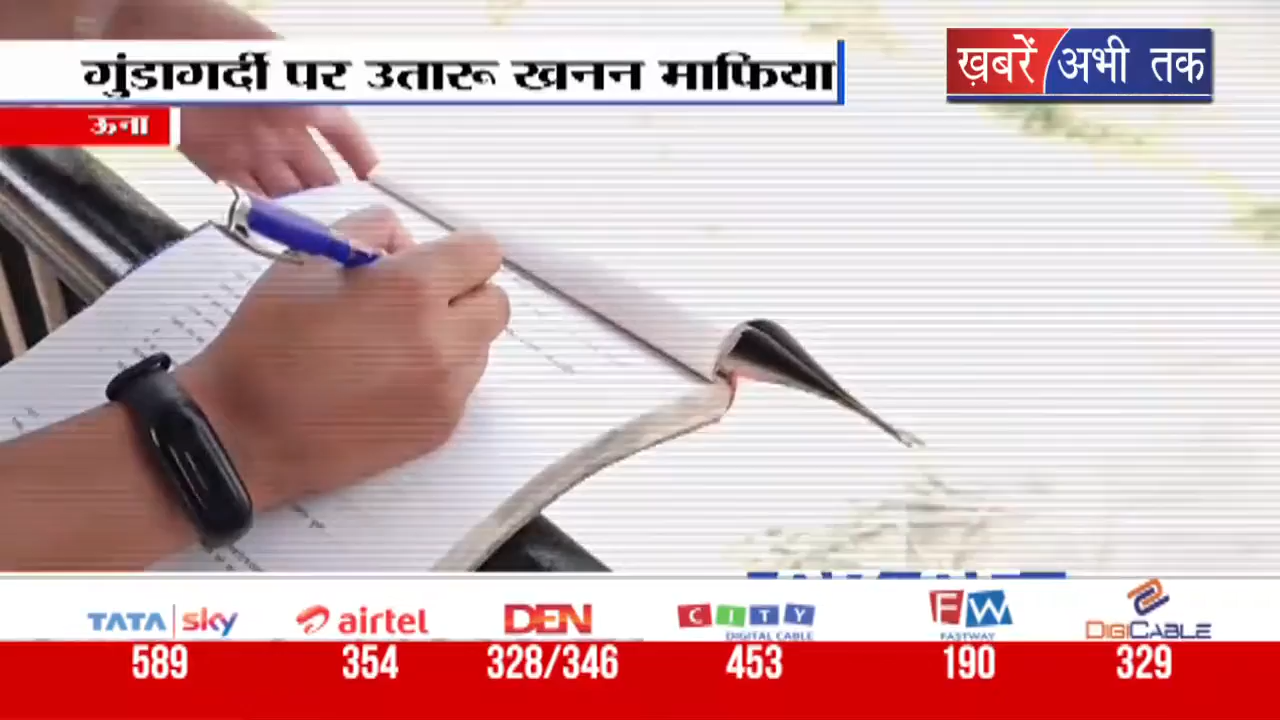 गुंडागर्दी पर उतारू खनन माफिया
ख़बरें अभी तक
ऊना
TATA sky airtel DEN CITY FW DIGICABLE
DIGITAL CABLE FASTWAY
589 354 328/346 453 190 329